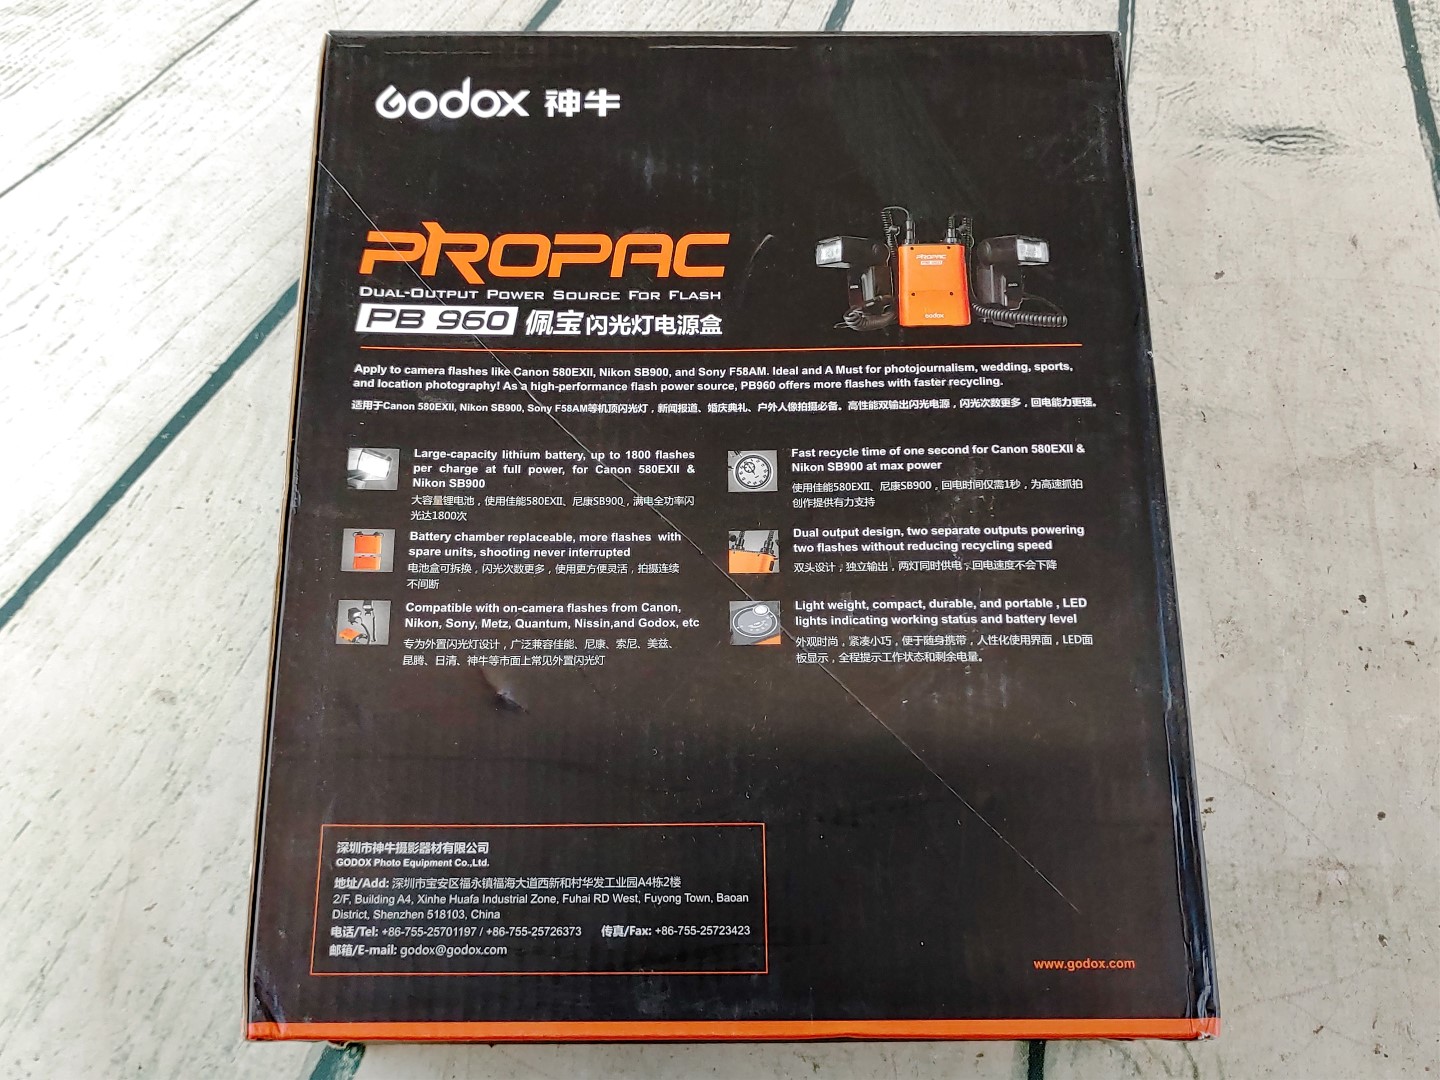 Godox 神牛
PROPAC
DUAL-OUTPUT POWER SOURCE FOR FLASH
PB 960 佩宝 闪光灯电源盒
PROPAC
Godox
Apply to camera flashes like Canon 580EXII, Nikon SB900, and Sony F58AM. Ideal and A Must for photojournalism, wedding, sports,
and location photography! As a high-performance flash power source, PB960 offers more flashes with faster recycling.
适用于Canon 580EXII, Nikon SB900, Sony F58AM等机顶闪光灯，新闻报道、婚庆典礼、户外人像拍摄必备。高性能双输出闪光电源，闪光次数更多，回电能力更强。
Large-capacity lithium battery, up to 1800 flashes
per charge at full power, for Canon 580EXII &
Nikon SB900
大容量锂电池，使用佳能580EXII、尼康SB900，满电全功率闪
光达1800次
Battery chamber replaceable, more flashes with
spare units, shooting never interrupted
电池盒可拆换，闪光次数更多，使用更方便灵活，拍摄连续
不间断
Compatible with on-camera flashes from Canon,
Nikon, Sony, Metz, Quantum, Nissin,and Godox, etc
专为外置闪光灯设计，广泛兼容佳能、尼康、索尼、美兹、
昆腾、日清、神牛等市面上常见外置闪光灯
Fast recycle time of one second for Canon 580EXII &
Nikon SB900 at max power
使用佳能580EXII、尼康SB900，回电时间仅需1秒，为高速抓拍
创作提供有力支持
Dual output design, two separate outputs powering
two flashes without reducing recycling speed
双头设计，独立输出，两灯同时供电，回电速度不会下降
Light weight, compact, durable, and portable , LED
lights indicating working status and battery level
外观时尚，紧凑小巧，便于随身携带，人性化使用界面，LED面
板显示，全程提示工作状态和剩余电量。
深圳市神牛摄影器材有限公司
GODOX Photo Equipment Co.,Ltd.
地址/Add: 深圳市宝安区福永镇福海大道西新和村华发工业园A4栋2楼
2/F, Building A4, Xinhe Huafa Industrial Zone, Fuhai RD West, Fuyong Town, Baoan
District, Shenzhen 518103, China
电话/Tel: +86-755-25701197 / +86-755-25726373 传真/Fax: +86-755-25723423
邮箱/E-mail: godox@godox.com
www.godox.com